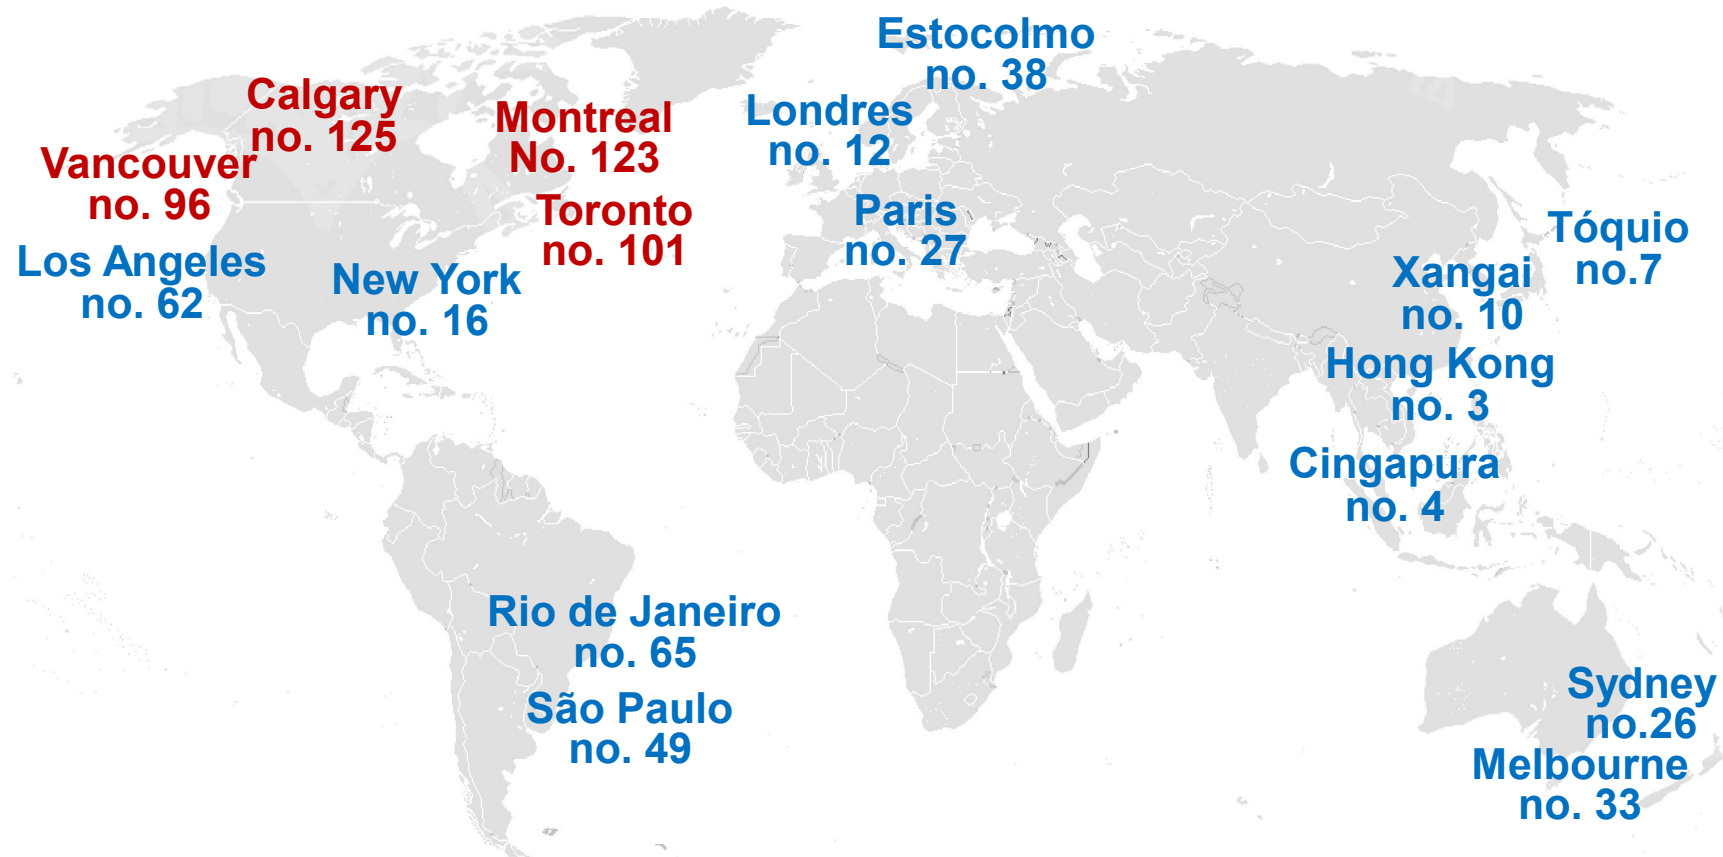 Estocolmo
no. 38
Calgary
no. 125
Montreal
No. 123
Londres
no. 12
Vancouver
no. 96
Toronto
no. 101
Paris
no. 27
Tóquio
no.7
Los Angeles
no. 62
New York
no. 16
Xangai
no. 10
Hong Kong
no. 3
Cingapura
no. 4
Rio de Janeiro
no. 65
São Paulo
no. 49
Sydney
no.26
Melbourne
no. 33